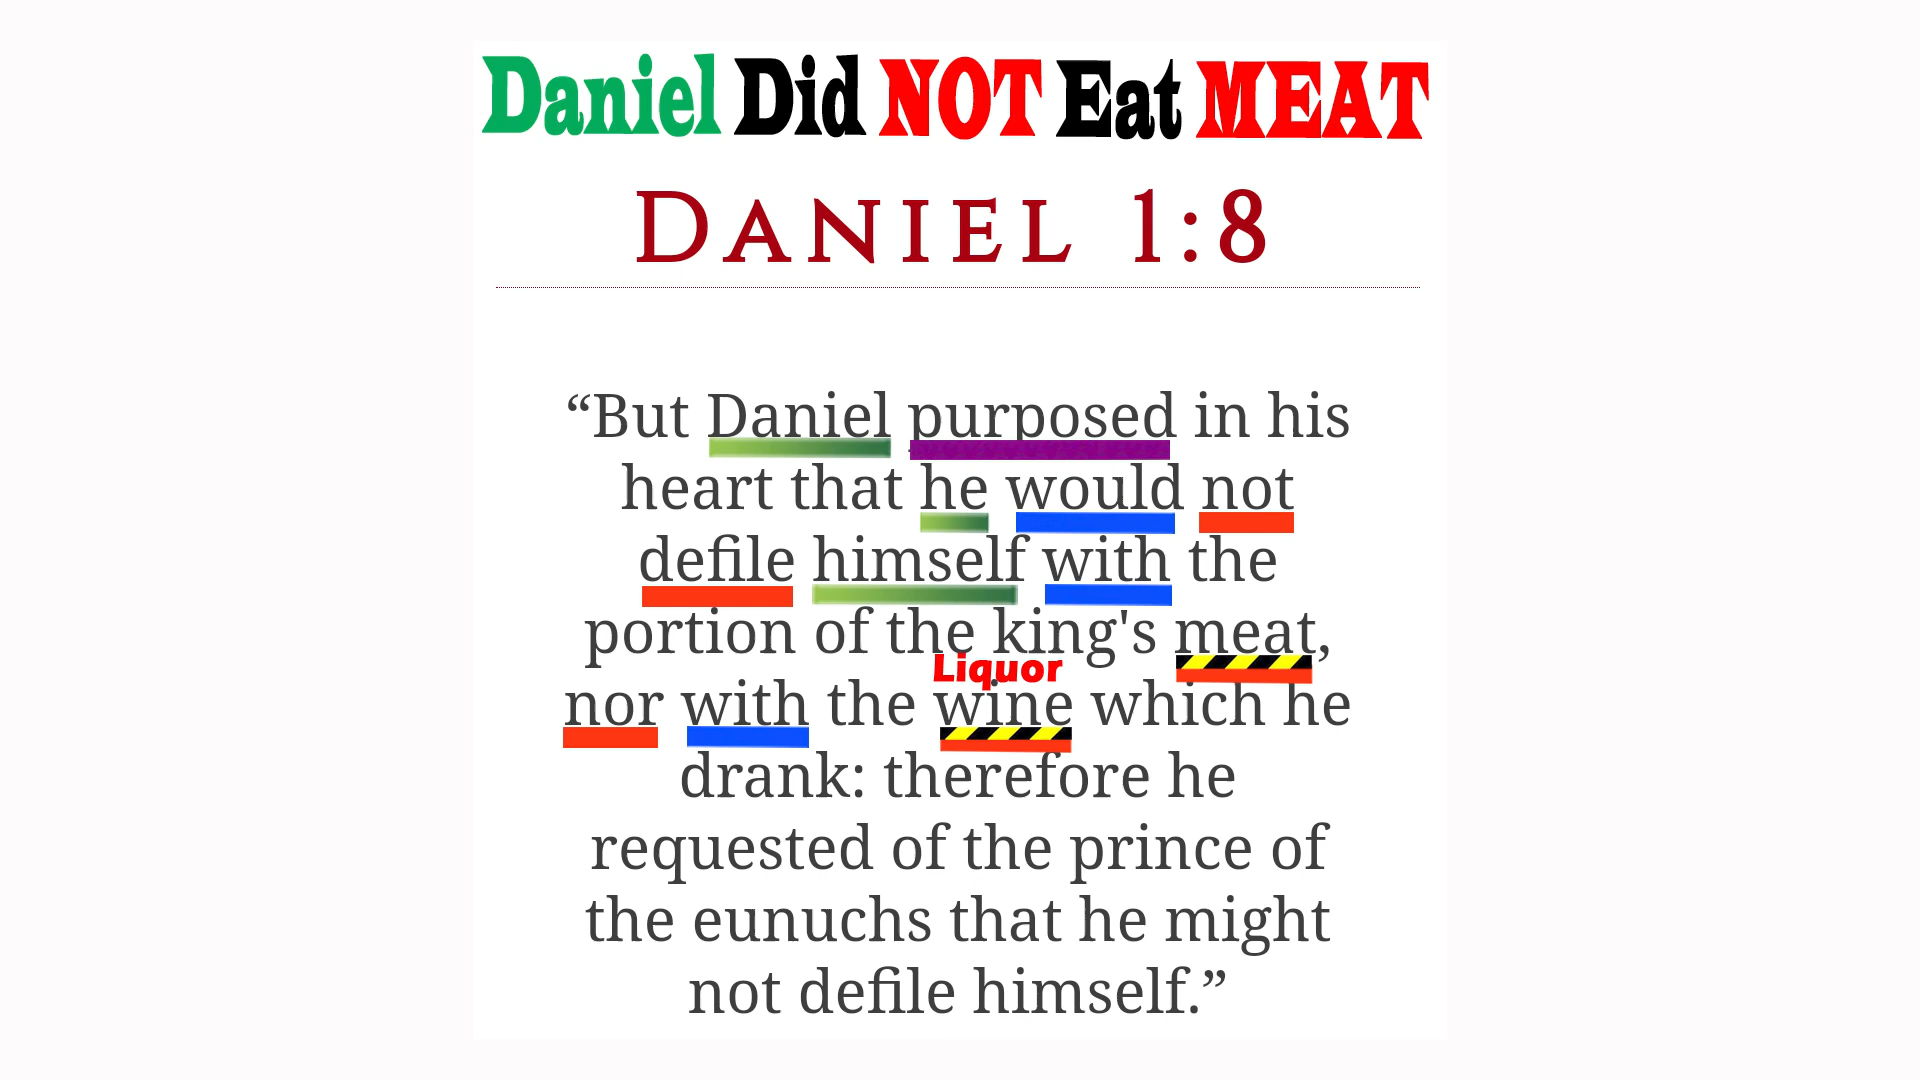 Daniel Did NOT Eat MEAT
Daniel 1:8
“But Daniel purposed in his
heart that he would not
defile himself with the
portion of the king's meat,
Liquor
nor with the wine which he
drank: therefore he
requested of the prince of
the eunuchs that he might
not defile himself.”